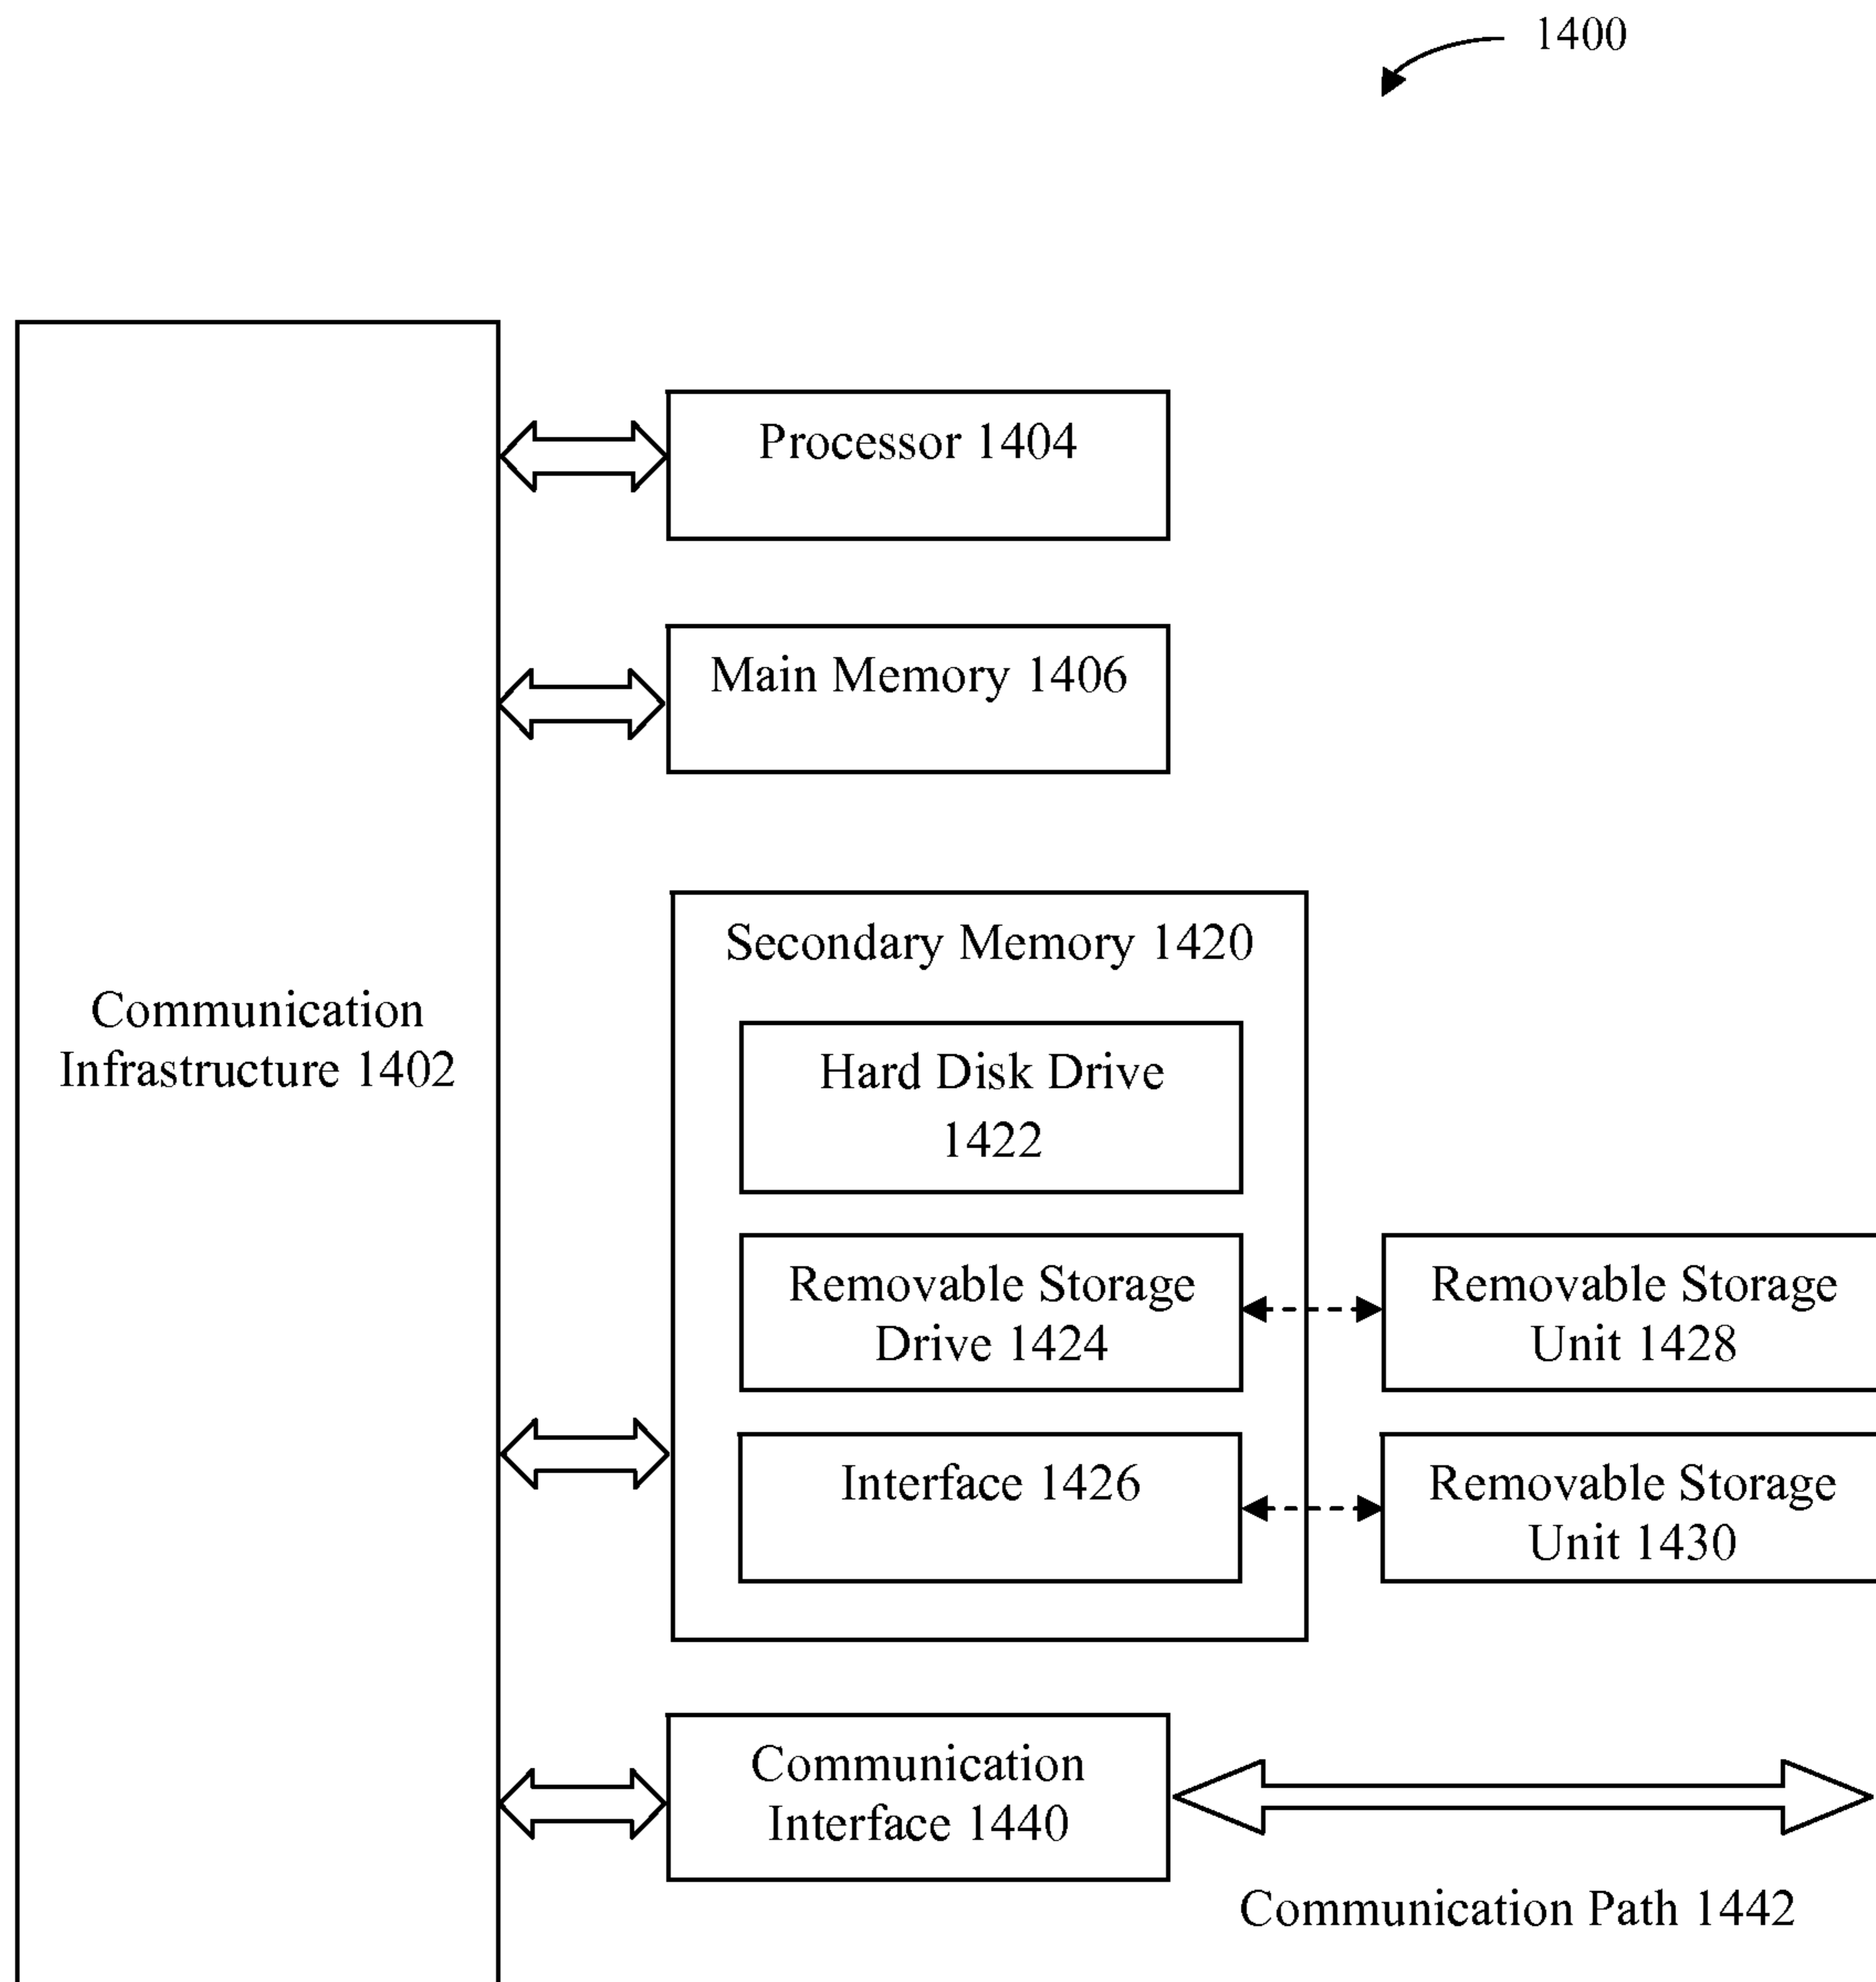 1400
Processor 1404
Main Memory 1406
Communication
Infrastructure 1402
Secondary Memory 1420
Hard Disk Drive
1422
Removable Storage
Drive 1424
Removable Storage
Unit 1428
Interface 1426
Removable Storage
Unit 1430
Communication
Interface 1440
Communication Path 1442